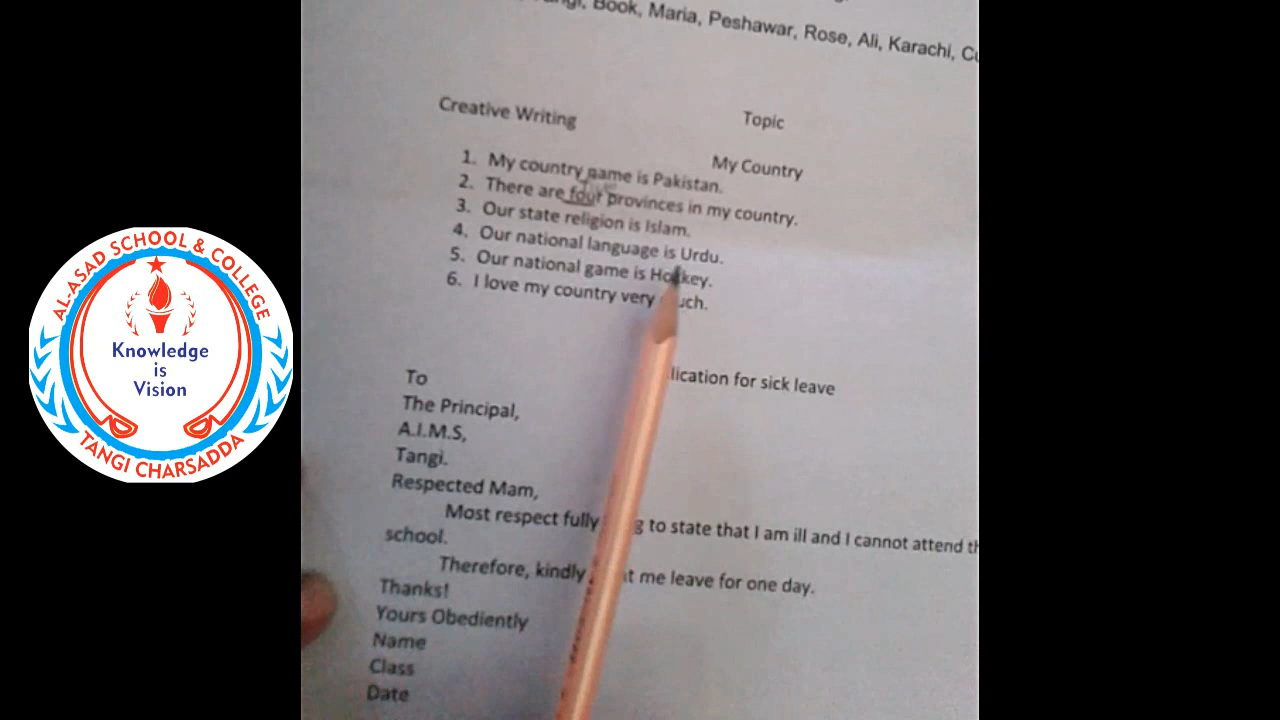 Book, Maria, Peshawar, Rose, Ali, Karachi,
Creative Writing Topic
My Country
1. My country name is Pakistan.
2. There are four provinces in my country.
3. Our state religion is Islam.
4. Our national language is Urdu.
5. Our national game is Hockey.
6. I love my country very
lication for sick leave
To
The Principal,
A.I.M.S,
Tangi.
Respected Mam,
Most respect fully to state that I am ill and I cannot attend
school.
Therefore, kindly me leave for one day.
Thanks!
Yours Obediently
Name
Class
Date
AL-ASAD SCHOOL & COLLEGE
Knowledge
is
Vision
TANGI CHARSADDA